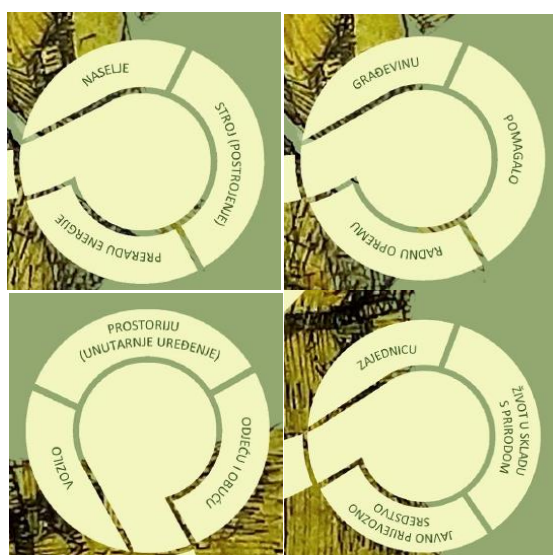 NASELJE
STROJ (POSTROJENJE)
PRERADU ENERGIJE
GRAĐEVINU
POMAGALO
RADNU OPREMU
PROSTORIJU
(UNUTARNJE UREĐENJE)
ODJEĆU I OBUĆU
VOZILO
ZAJEDNICU
ŽIVOT U SKLADU
S PRIRODOM
JAVNO PRIJEVOZNO
SREDSTVO